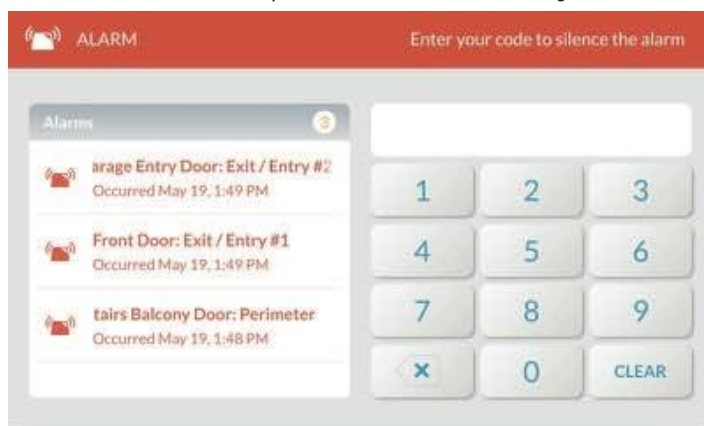 ALARM
Enter your code to silence the alarm
Alarms
3
arage Entry Door: Exit / Entry #2
Occurred May 19, 1:49 PM
Front Door: Exit / Entry #1
Occurred May 19, 1:49 PM
tairs Balcony Door: Perimeter
Occurred May 19, 1:48 PM
1 2 3
4 5 6
7 8 9
0 CLEAR